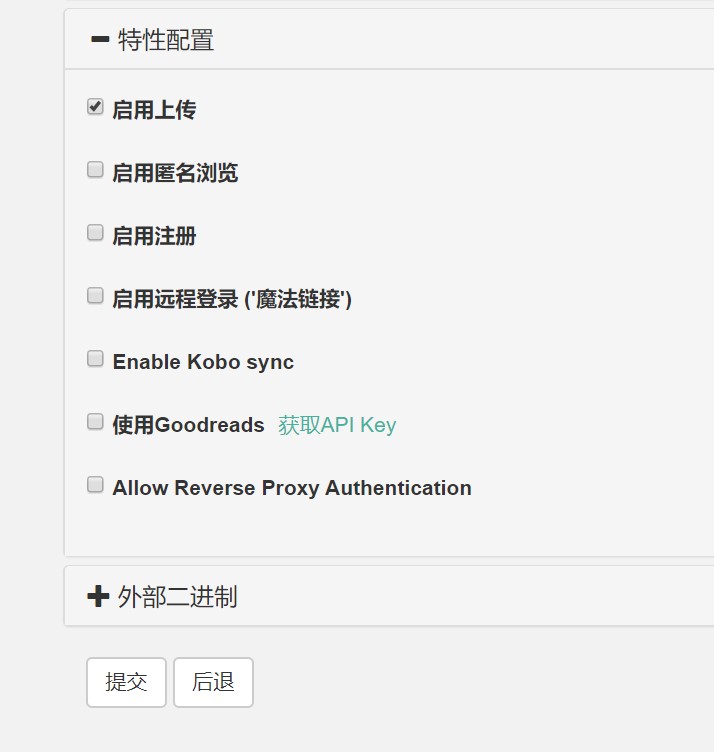 特性配置
启用上传
启用匿名浏览
启用注册
启用远程登录 ('魔法链接')
Enable Kobo sync
使用Goodreads 获取API Key
Allow Reverse Proxy Authentication
外部二进制
提交 后退